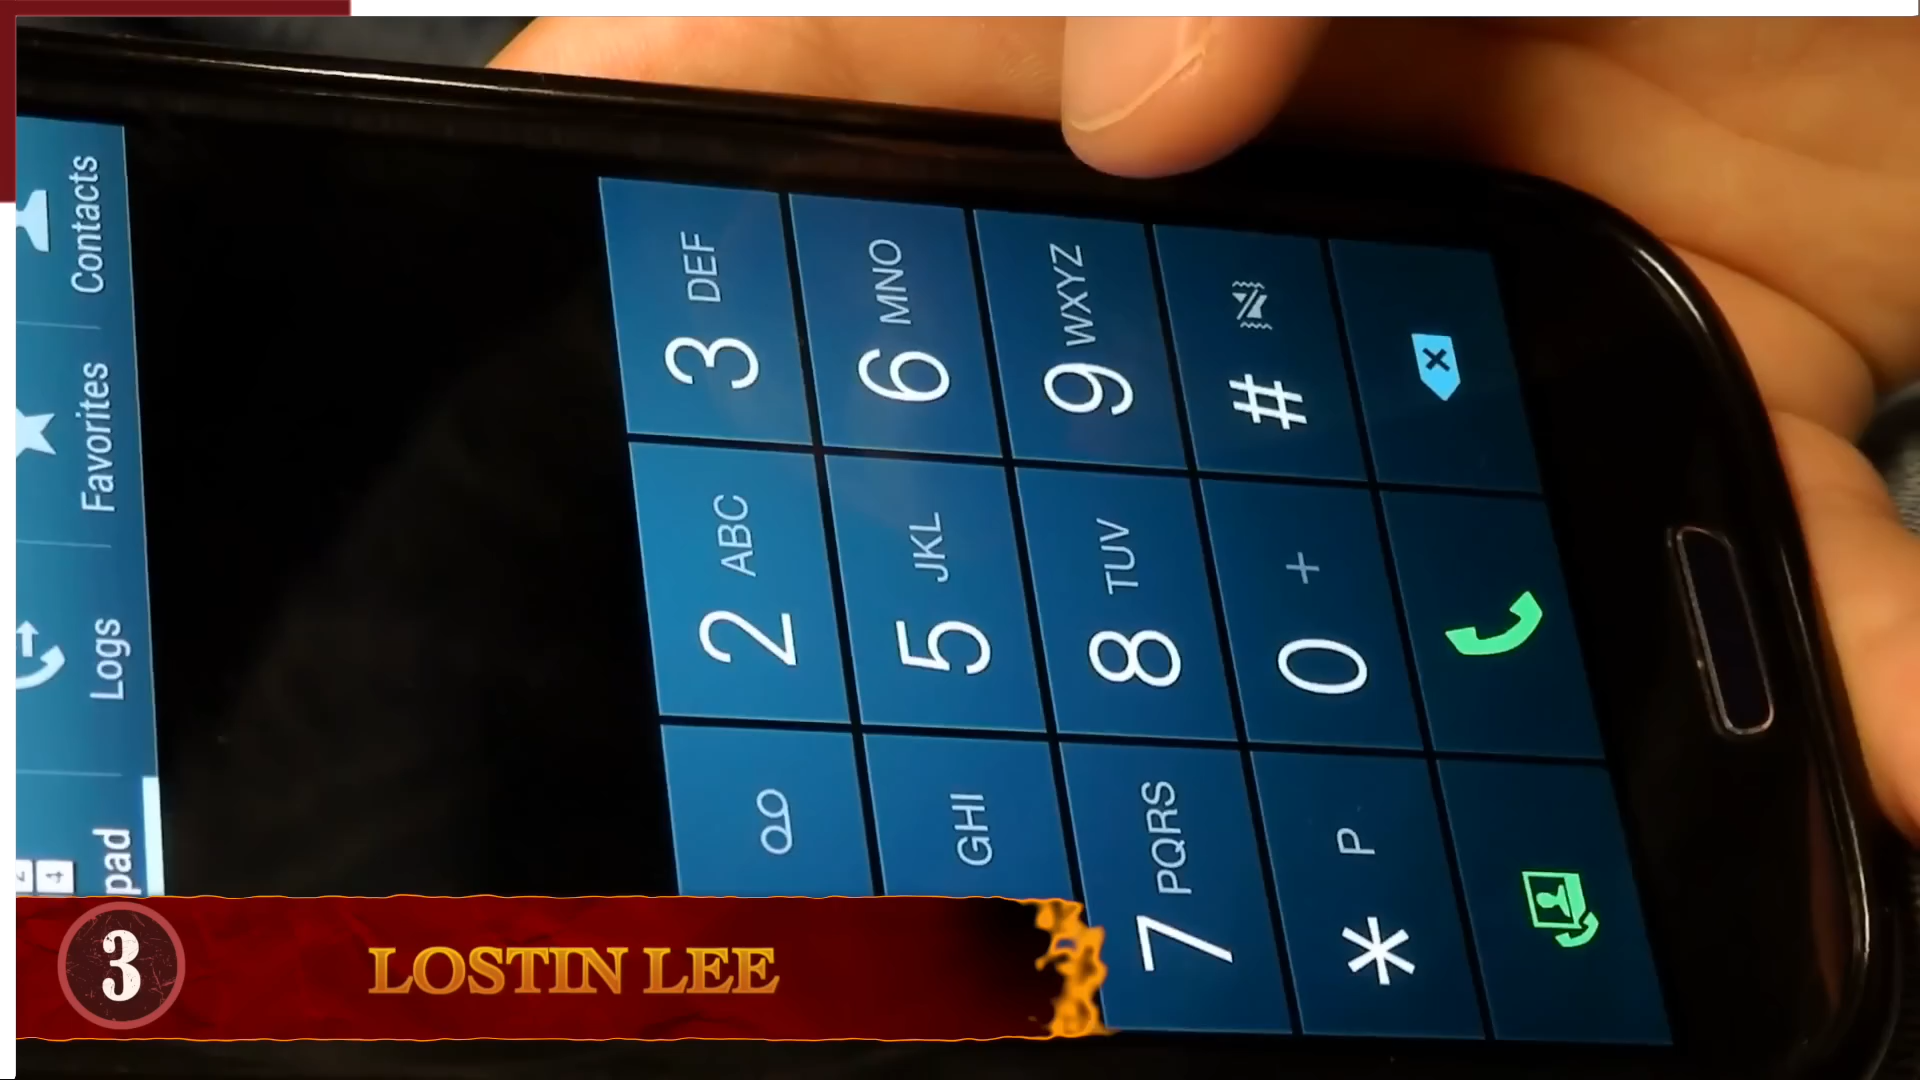 Contacts
Favorites
Logs
pad
3 DEF
6 MNO
9 WXYZ
#
2 ABC
5 JKL
8 TUV
0 +
GHI
7 PQRS
* P
3
LOSTIN LEE